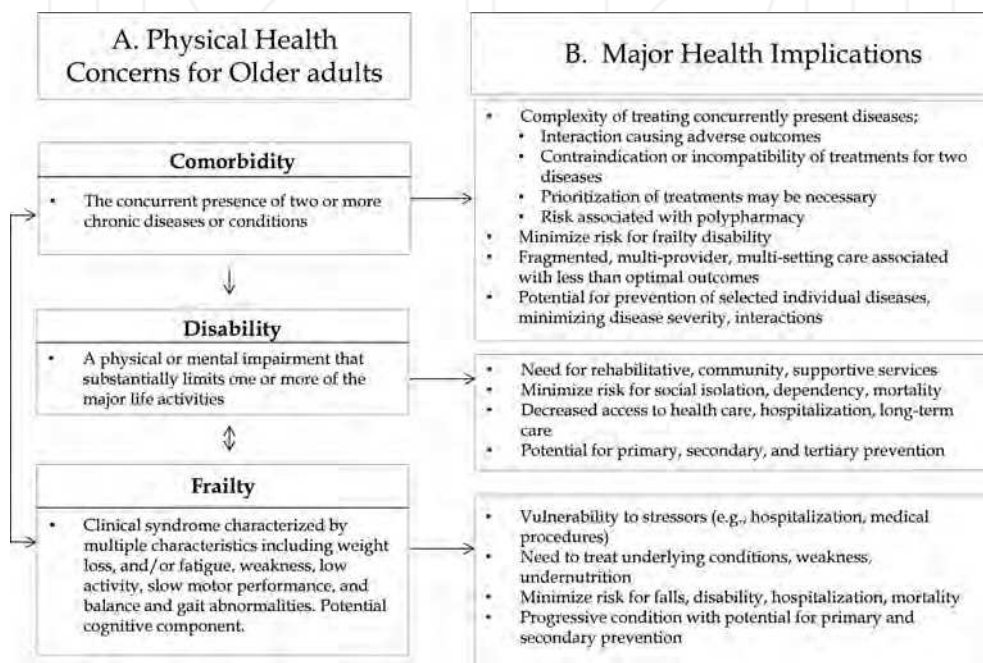 A. Physical Health
Concerns for Older adults
Comorbidity
• The concurrent presence of two or more
chronic diseases or conditions
Disability
• A physical or mental impairment that
substantially limits one or more of the
major life activities
Frailty
• Clinical syndrome characterized by
multiple characteristics including weight
loss, and/or fatigue, weakness, low
activity, slow motor performance, and
balance and gait abnormalities. Potential
cognitive component.
B. Major Health Implications
• Complexity of treating concurrently present diseases;
• Interaction causing adverse outcomes
• Contraindication or incompatibility of treatments for two
diseases
• Prioritization of treatments may be necessary
• Risk associated with polypharmacy
• Minimize risk for frailty disability
• Fragmented, multi-provider, multi-setting care associated
with less than optimal outcomes
• Potential for prevention of selected individual diseases,
minimizing disease severity, interactions
• Need for rehabilitative, community, supportive services
• Minimize risk for social isolation, dependency, mortality
• Decreased access to health care, hospitalization, long-term
care
• Potential for primary, secondary, and tertiary prevention
• Vulnerability to stressors (e.g., hospitalization, medical
procedures)
• Need to treat underlying conditions, weakness,
undernutrition
• Minimize risk for falls, disability, hospitalization, mortality
• Progressive condition with potential for primary and
secondary prevention